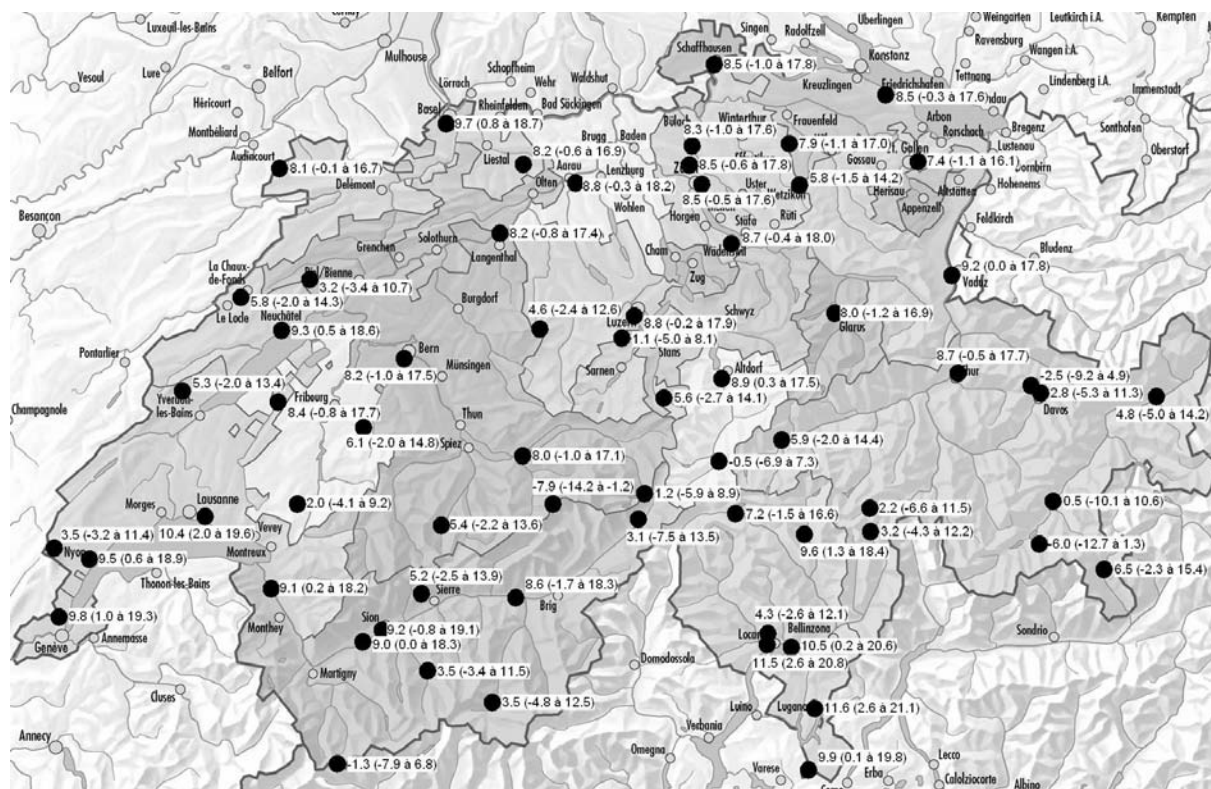 Luxeuil-les-Bains
Mulhouse
Singen
Radolfzell
Überlingen
Weingarten
Leutkirch i.A.
Kempten
Ravensburg
Wangen i.A.
Schaffhausen
Konstanz
Tettnang
Lindenberg i.A.
Immenstadt
Vesoul
Lure
Belfort
Lörrach
Schopfheim
Wehr
Waldshut
8.5 (-1.0 à 17.8)
Kreuzlingen
Friedrichshafen
8.5 (-0.3 à 17.6)
Héricourt
Rheinfelden
Bad Säckingen
Basel
9.7 (0.8 à 18.7)
Montbéliard
Audincourt
Brugg
Baden
Bülach
Winterthur
8.3 (-1.0 à 17.6)
Frauenfeld
7.9 (-1.1 à 17.0)
Arbon
Rorschach
Bregenz
Lustenau
Sonthofen
Oberstorf
8.1 (-0.1 à 16.7)
Liestal
8.2 (-0.6 à 16.9)
Aarau
Lenzburg
8.5 (-0.6 à 17.8)
Gossau
Gallen
7.4 (-1.1 à 16.1)
Dornbirn
Delémont
Olten
8.8 (-0.3 à 18.2)
Wohlen
8.5 (-0.5 à 17.6)
Uster
Wetzikon
5.8 (-1.5 à 14.2)
Herisau
Altstätten
Hohenems
Appenzell
Besançon
Horgen
Stäfa
Rüti
Feldkirch
Grenchen
Solothurn
8.2 (-0.8 à 17.4)
Langenthal
Cham
Wädenswil
8.7 (-0.4 à 18.0)
Zug
Bludenz
La Chaux-
de-Fonds
Biel/Bienne
3.2 (-3.4 à 10.7)
9.2 (0.0 à 17.8)
Vaduz
5.8 (-2.0 à 14.3)
Le Locle
Neuchâtel
9.3 (0.5 à 18.6)
Burgdorf
4.6 (-2.4 à 12.6)
Luzern
8.8 (-0.2 à 17.9)
Schwyz
8.0 (-1.2 à 16.9)
Glarus
1.1 (-5.0 à 8.1)
Stans
Pontarlier
Bern
8.2 (-1.0 à 17.5)
Münsingen
Sarnen
Altdorf
8.9 (0.3 à 17.5)
8.7 (-0.5 à 17.7)
Chur
-2.5 (-9.2 à 4.9)
2.8 (-5.3 à 11.3)
Davos
4.8 (-5.0 à 14.2)
5.3 (-2.0 à 13.4)
Yverdon-
les-Bains
Fribourg
8.4 (-0.8 à 17.7)
5.6 (-2.7 à 14.1)
Champagnole
Thun
6.1 (-2.0 à 14.8)
Spiez
8.0 (-1.0 à 17.1)
5.9 (-2.0 à 14.4)
-0.5 (-6.9 à 7.3)
-7.9 (-14.2 à -1.2)
1.2 (-5.9 à 8.9)
Morges
Lausanne
10.4 (2.0 à 19.6)
2.0 (-4.1 à 9.2)
Vevey
5.4 (-2.2 à 13.6)
3.1 (-7.5 à 13.5)
7.2 (-1.5 à 16.6)
2.2 (-6.6 à 11.5)
3.2 (-4.3 à 12.2)
0.5 (-10.1 à 10.6)
3.5 (-3.2 à 11.4)
Nyon
9.5 (0.6 à 18.9)
Montreux
9.6 (1.3 à 18.4)
-6.0 (-12.7 à 1.3)
6.5 (-2.3 à 15.4)
Thonon-les-Bains
9.1 (0.2 à 18.2)
5.2 (-2.5 à 13.9)
Sierre
8.6 (-1.7 à 18.3)
Brig
9.8 (1.0 à 19.3)
Genève
Annemasse
Monthey
Sion
9.2 (-0.8 à 19.1)
9.0 (0.0 à 18.3)
4.3 (-2.6 à 12.1)
Bellinzona
10.5 (0.2 à 20.6)
11.5 (2.6 à 20.8)
Sondrio
Martigny
3.5 (-3.4 à 11.5)
Domodossola
Cluses
3.5 (-4.8 à 12.5)
Luino
Lugano
11.6 (2.6 à 21.1)
Verbania
Annecy
-1.3 (-7.9 à 6.8)
Omegna
9.9 (0.1 à 19.8)
Varese
Erba
Lecco
Calolziocorte
Albino